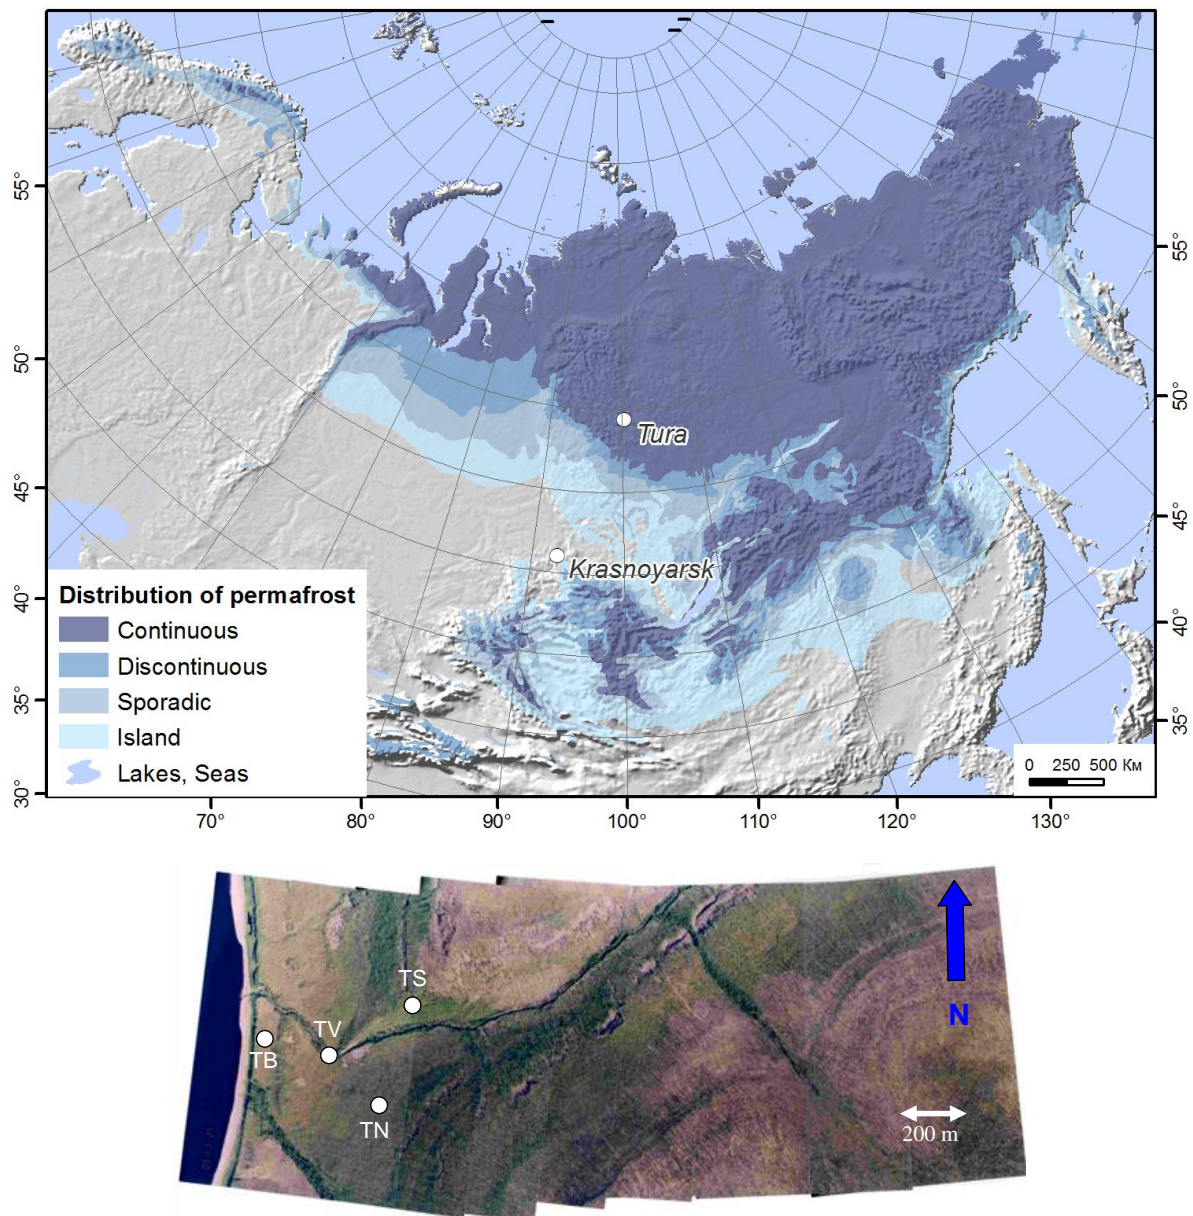 55°
50°
45°
40°
35°
30°
55°
50°
45°
40°
35°
Tura
Krasnoyarsk
Distribution of permafrost
Continuous
Discontinuous
Sporadic
Island
Lakes, Seas
0 250 500 Км
70° 80° 90° 100° 110° 120° 130°
TS
TV
TB
TN
N
200 m